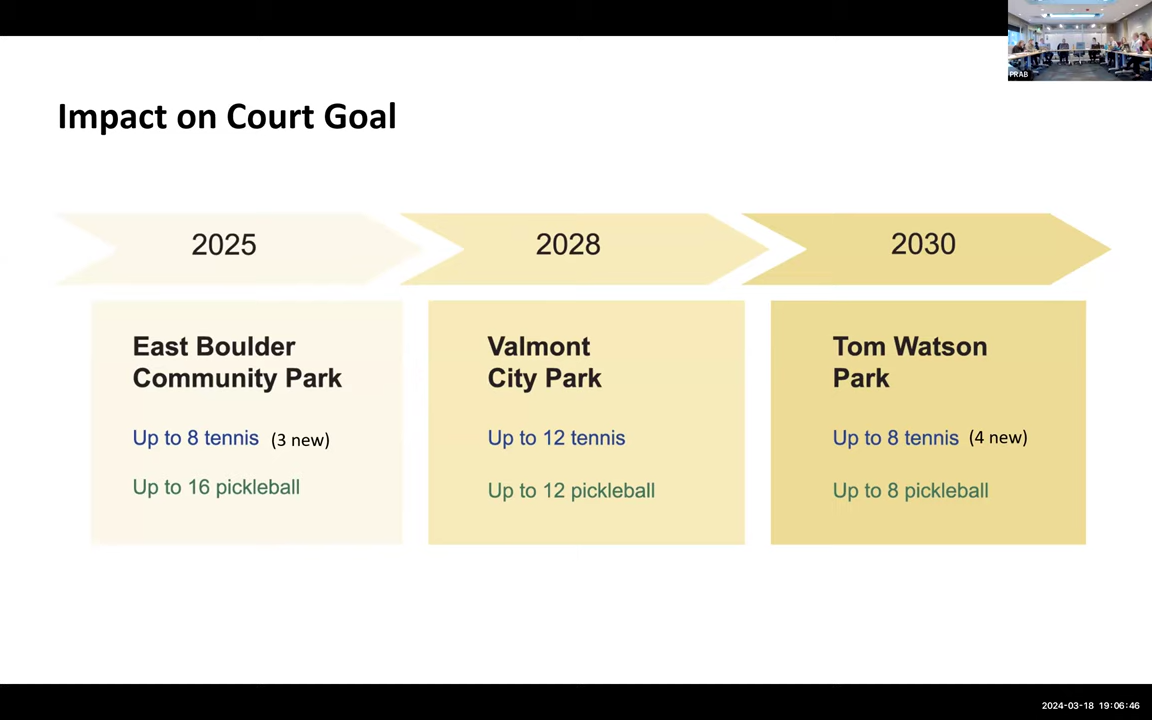 PRAB
Impact on Court Goal
2025
2028
2030
East Boulder
Community Park
Up to 8 tennis (3 new)
Up to 16 pickleball
Valmont
City Park
Up to 12 tennis
Up to 12 pickleball
Tom Watson
Park
Up to 8 tennis (4 new)
Up to 8 pickleball
2024-03-18 19:06:46